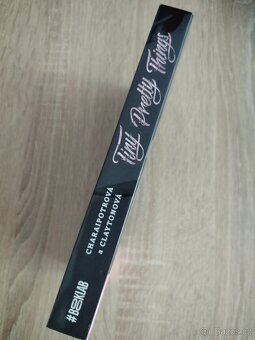 Tiny Pretty Things
CHARAIPOTROVÁ
a CLAYTONOVÁ
#BOOKLAB